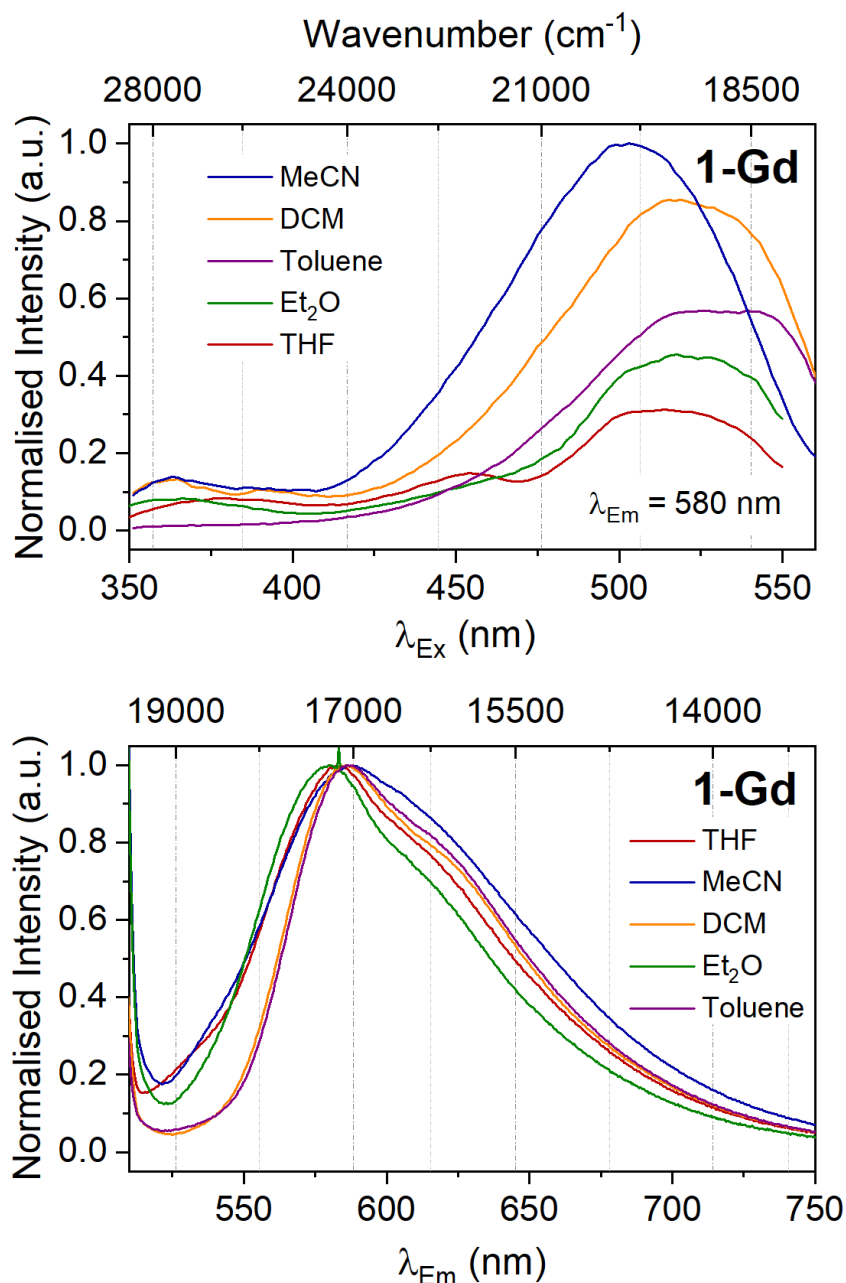 Wavenumber (cm⁻¹)
28000 24000 21000 18500
Normalised Intensity (a.u.)
1.0
0.8
0.6
0.4
0.2
0.0
1-Gd
MeCN
DCM
Toluene
Et₂O
THF
λEm = 580 nm
350 400 450 500 550
λEx (nm)
19000 17000 15500 14000
Normalised Intensity (a.u.)
1.0
0.8
0.6
0.4
0.2
0.0
1-Gd
THF
MeCN
DCM
Et₂O
Toluene
550 600 650 700 750
λEm (nm)